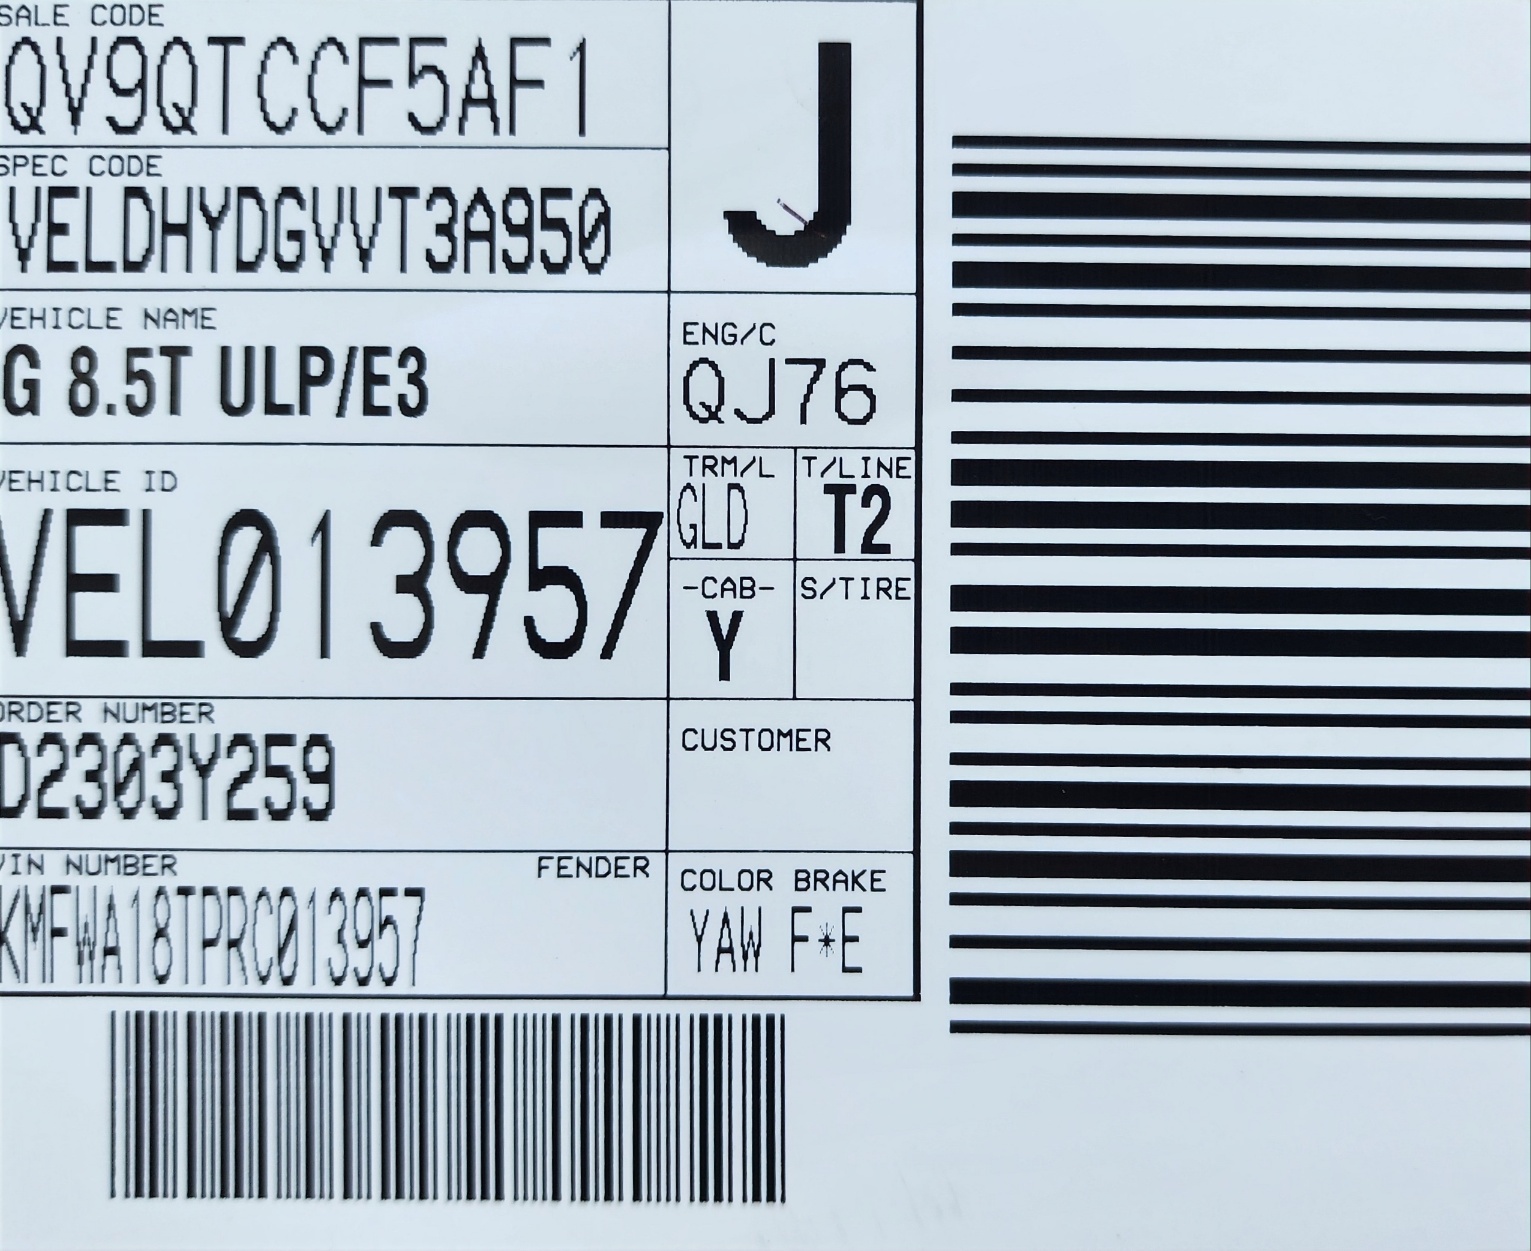 SALE CODE
QV9QTCCF5AF1
J
SPEC CODE
VELDHYDGVVT3A950
VEHICLE NAME
G 8.5T ULP/E3
ENG/C
QJ76
VEHICLE ID
VEL013957
TRM/L T/LINE
GLD T2
-CAB- S/TIRE
Y
ORDER NUMBER
D2303Y259
CUSTOMER
VIN NUMBER FENDER
KMFWA18TPRC013957
COLOR BRAKE
YAW F*E